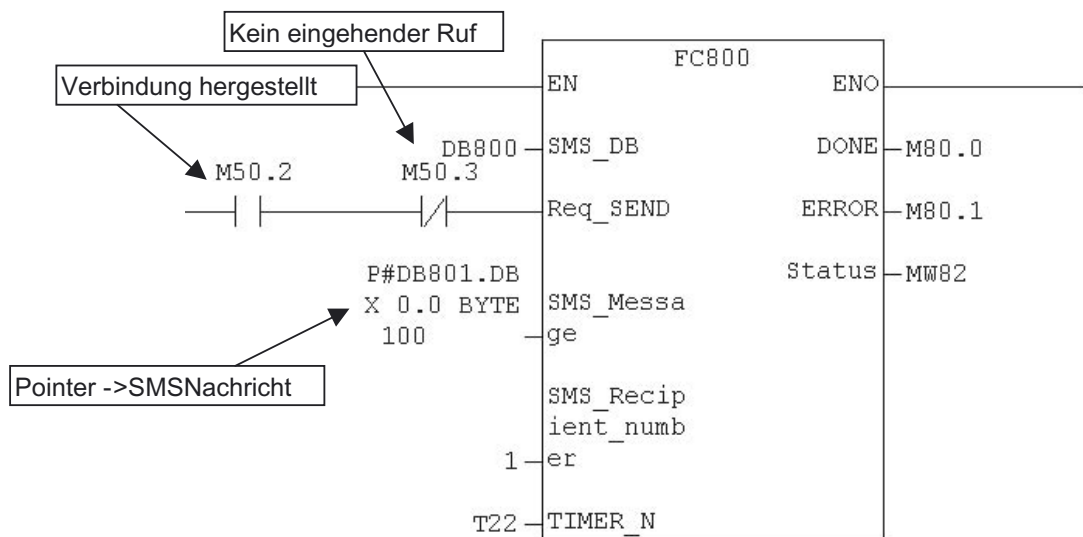 Kein eingehender Ruf
Verbindung hergestellt
FC800
EN
ENO
DB800
SMS_DB
DONE
M80.0
M50.2
M50.3
Req_SEND
ERROR
M80.1
P#DB801.DB
X 0.0 BYTE
100
SMS_Messa
ge
Status
MW82
Pointer ->SMSNachricht
SMS_Recip
ient_numb
er
1
T22
TIMER_N